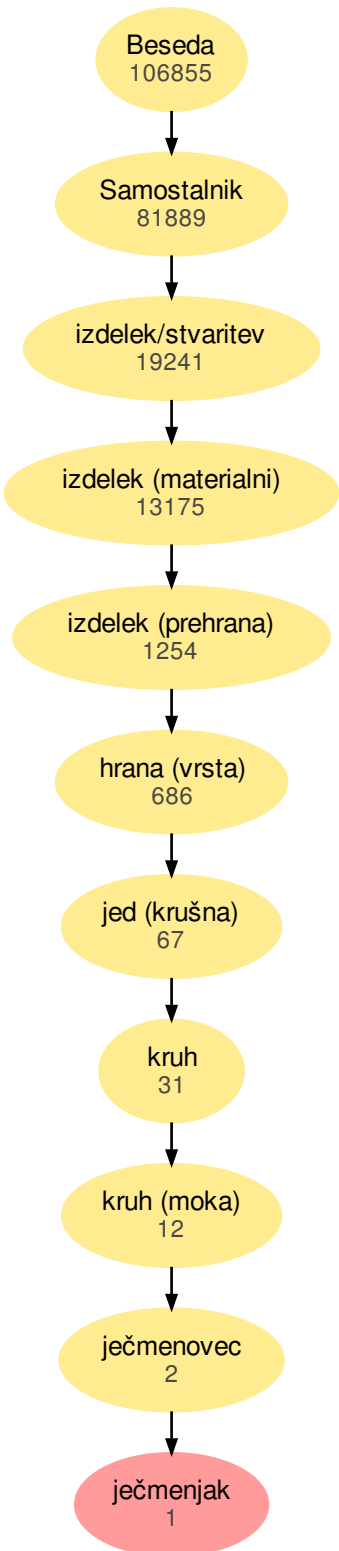 Beseda
106855
Samostalnik
81889
izdelek/stvaritev
19241
izdelek (materialni)
13175
izdelek (prehrana)
1254
hrana (vrsta)
686
jed (krušna)
67
kruh
31
kruh (moka)
12
ječmenovec
2
ječmenjak
1